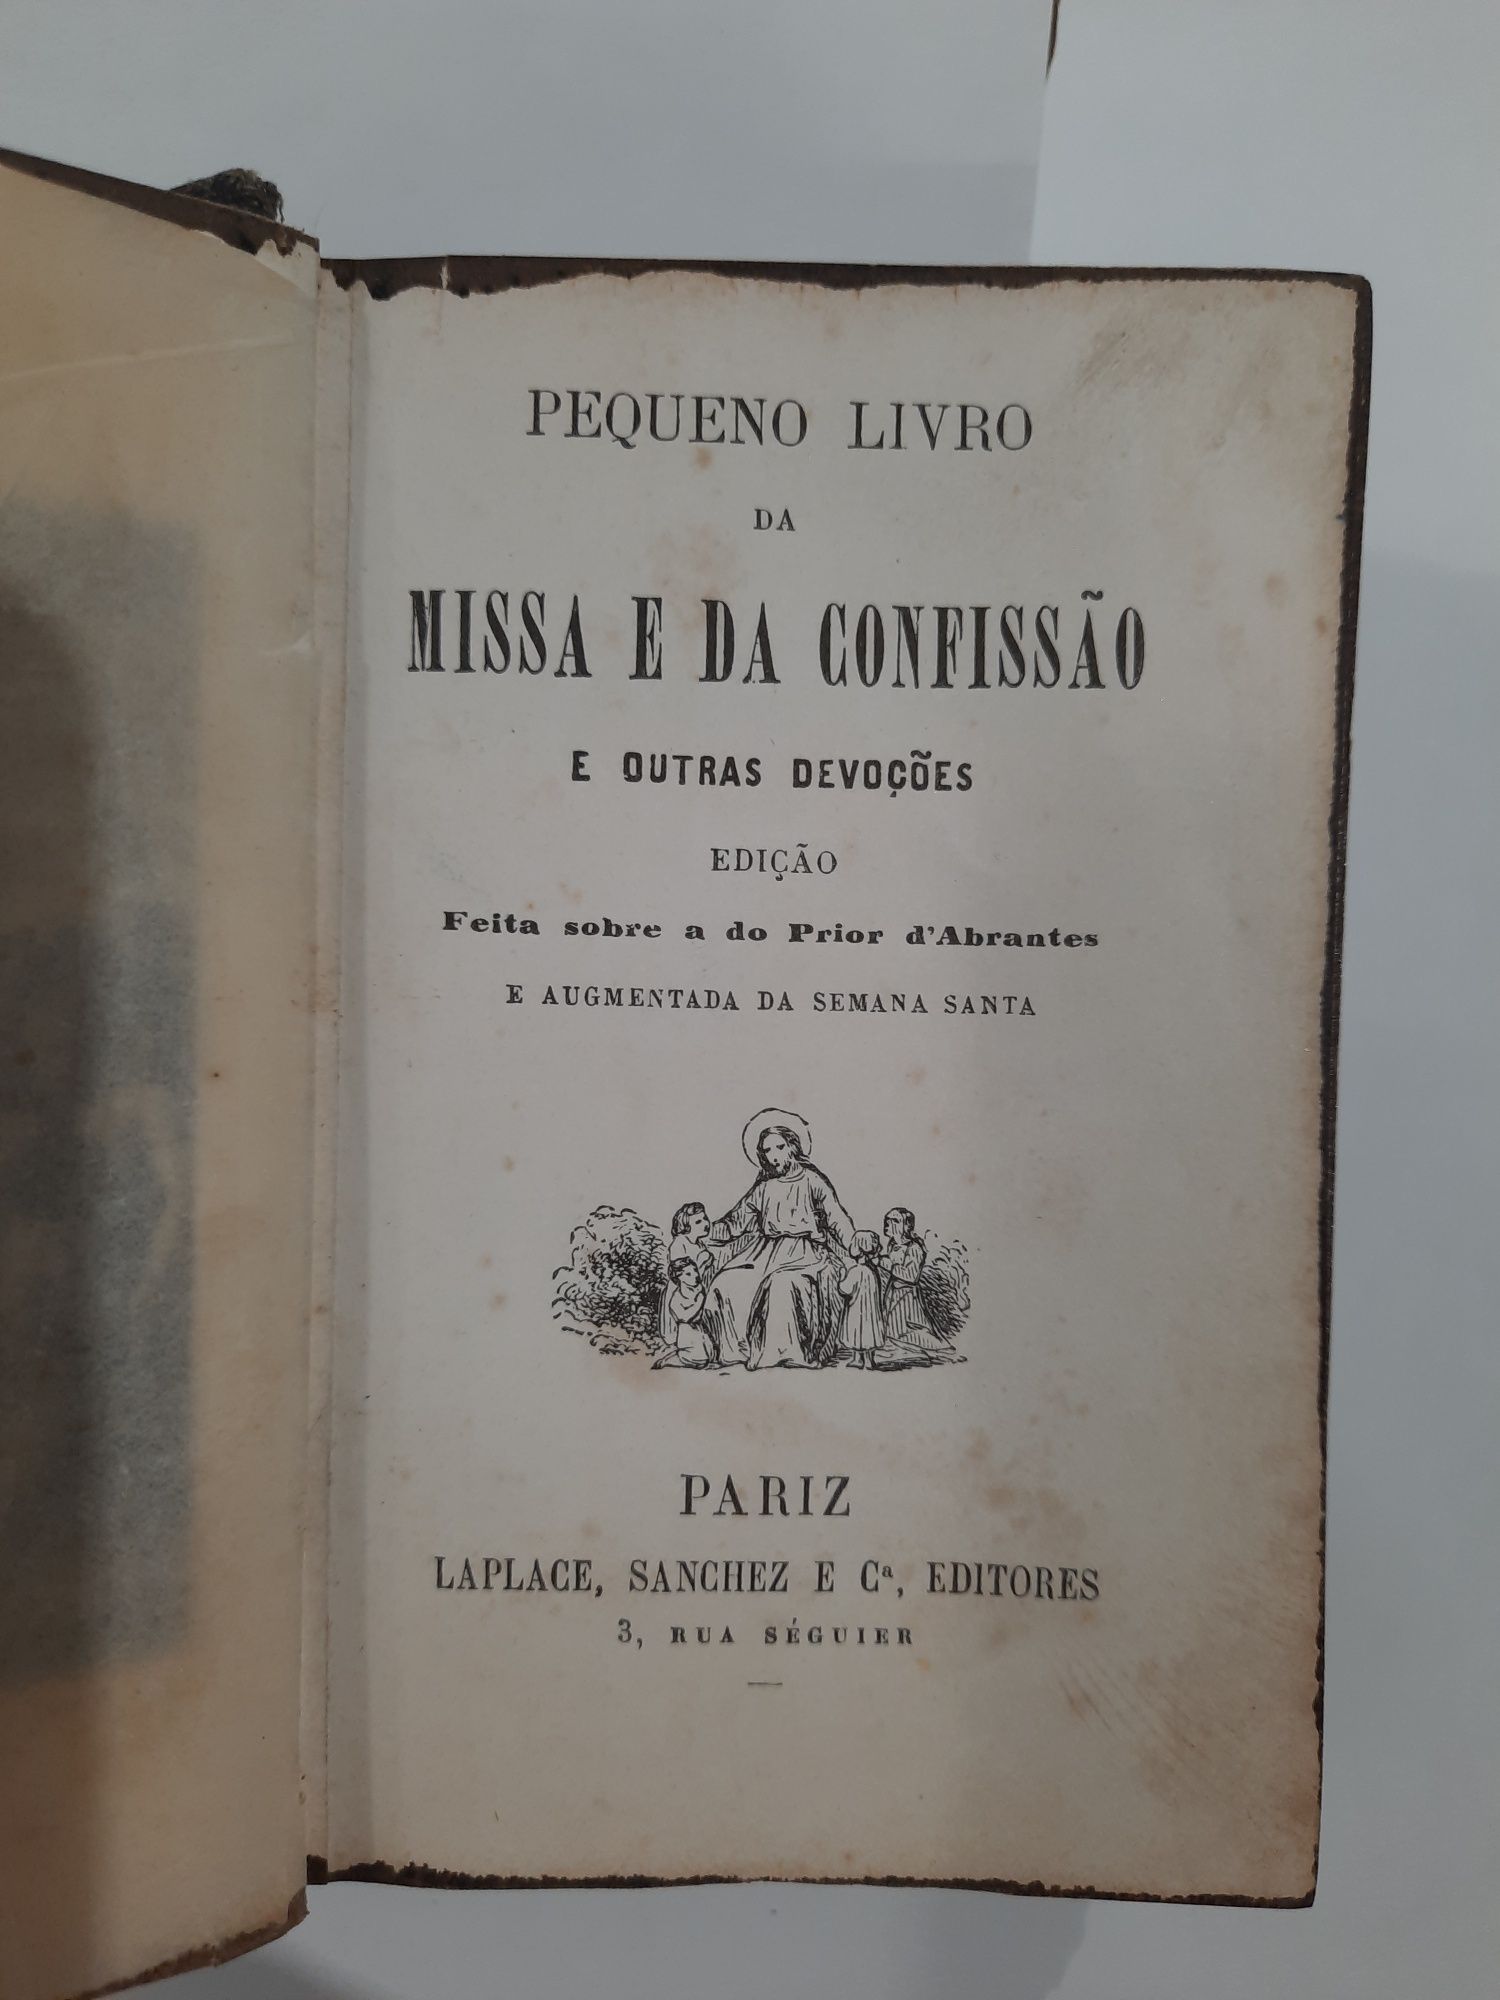 PEQUENO LIVRO
DA
MISSA E DA CONFISSÃO
E OUTRAS DEVOÇÕES
EDIÇÃO
Feita sobre a do Prior d'Abrantes
E AUGMENTADA DA SEMANA SANTA
PARIZ
LAPLACE, SANCHEZ E Cª, EDITORES
3, RUA SÉGUIER